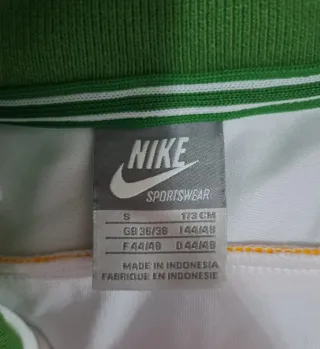 NIKE
SPORTSWEAR
S 173 CM
GB 36/38 I 44/48
F 44/48 D 44/48
MADE IN INDONESIA
FABRIQUE EN INDONESIE